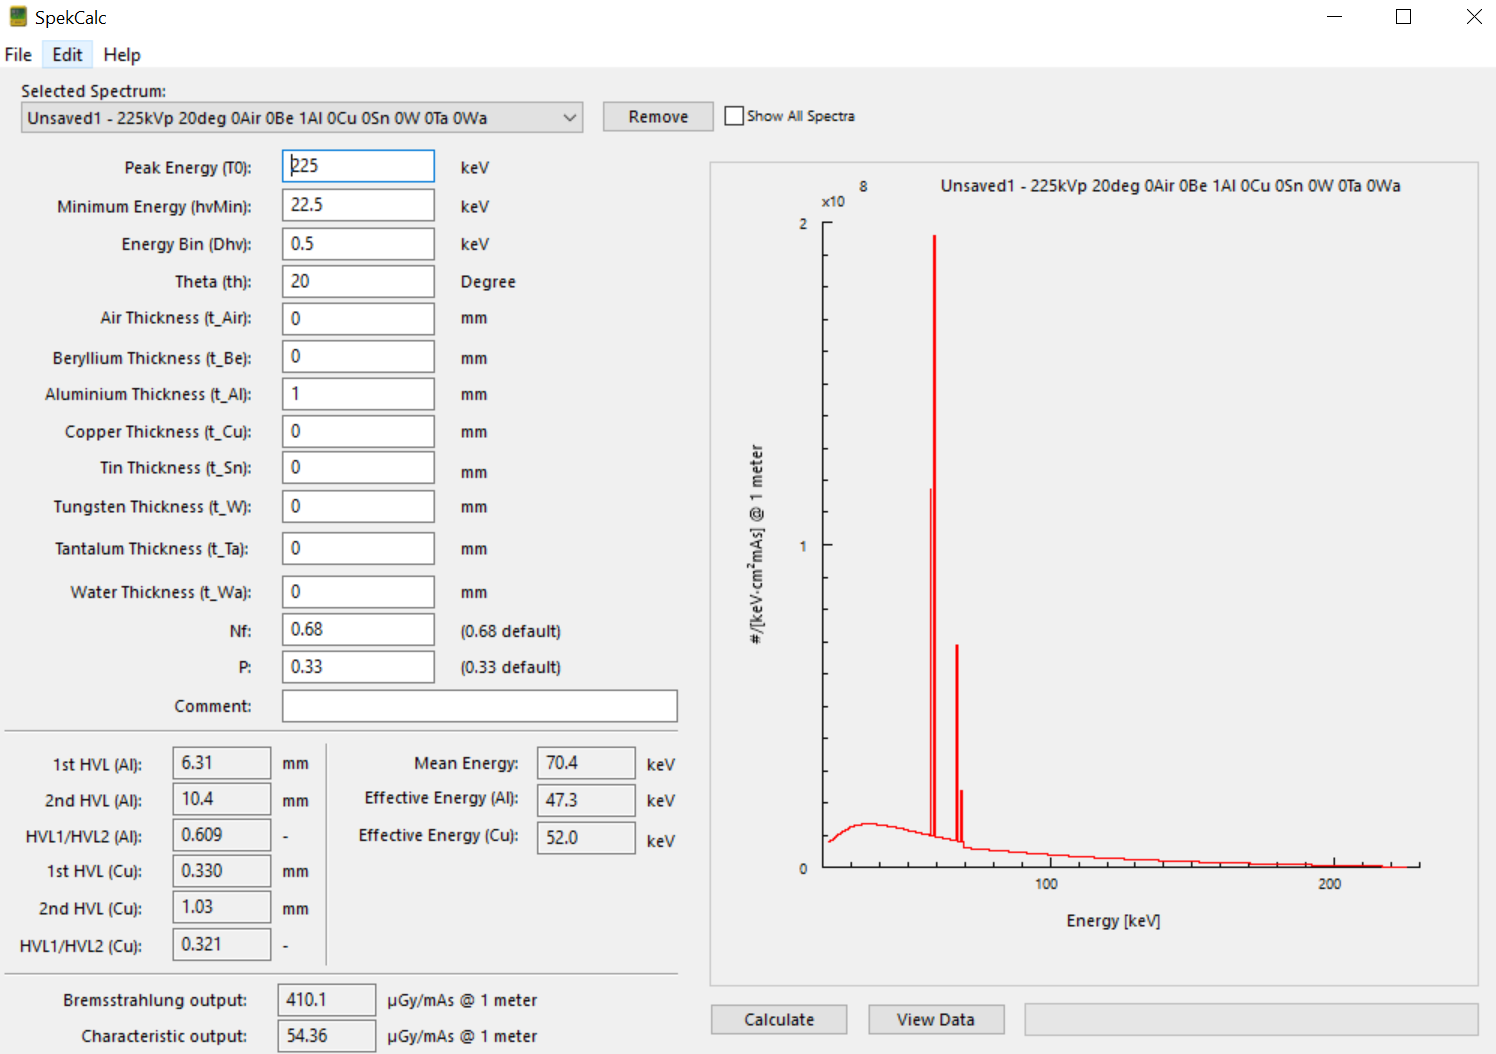 SpekCalc
File Edit Help
Selected Spectrum:
Unsaved1 - 225kVp 20deg 0Air 0Be 1Al 0Cu 0Sn 0W 0Ta 0Wa
Remove
Show All Spectra
Peak Energy (T0): 225 keV
Minimum Energy (hvMin): 22.5 keV
Energy Bin (Dhv): 0.5 keV
Theta (th): 20 Degree
Air Thickness (t_Air): 0 mm
Beryllium Thickness (t_Be): 0 mm
Aluminium Thickness (t_Al): 1 mm
Copper Thickness (t_Cu): 0 mm
Tin Thickness (t_Sn): 0 mm
Tungsten Thickness (t_W): 0 mm
Tantalum Thickness (t_Ta): 0 mm
Water Thickness (t_Wa): 0 mm
Nf: 0.68 (0.68 default)
P: 0.33 (0.33 default)
Comment:
1st HVL (Al): 6.31 mm
2nd HVL (Al): 10.4 mm
HVL1/HVL2 (Al): 0.609 -
1st HVL (Cu): 0.330 mm
2nd HVL (Cu): 1.03 mm
HVL1/HVL2 (Cu): 0.321 -
Mean Energy: 70.4 keV
Effective Energy (Al): 47.3 keV
Effective Energy (Cu): 52.0 keV
Bremsstrahlung output: 410.1 µGy/mAs @ 1 meter
Characteristic output: 54.36 µGy/mAs @ 1 meter
8
x10
Unsaved1 - 225kVp 20deg 0Air 0Be 1Al 0Cu 0Sn 0W 0Ta 0Wa
2
1
0
#/[keV·cm²mAs] @ 1 meter
100
200
Energy [keV]
Calculate
View Data